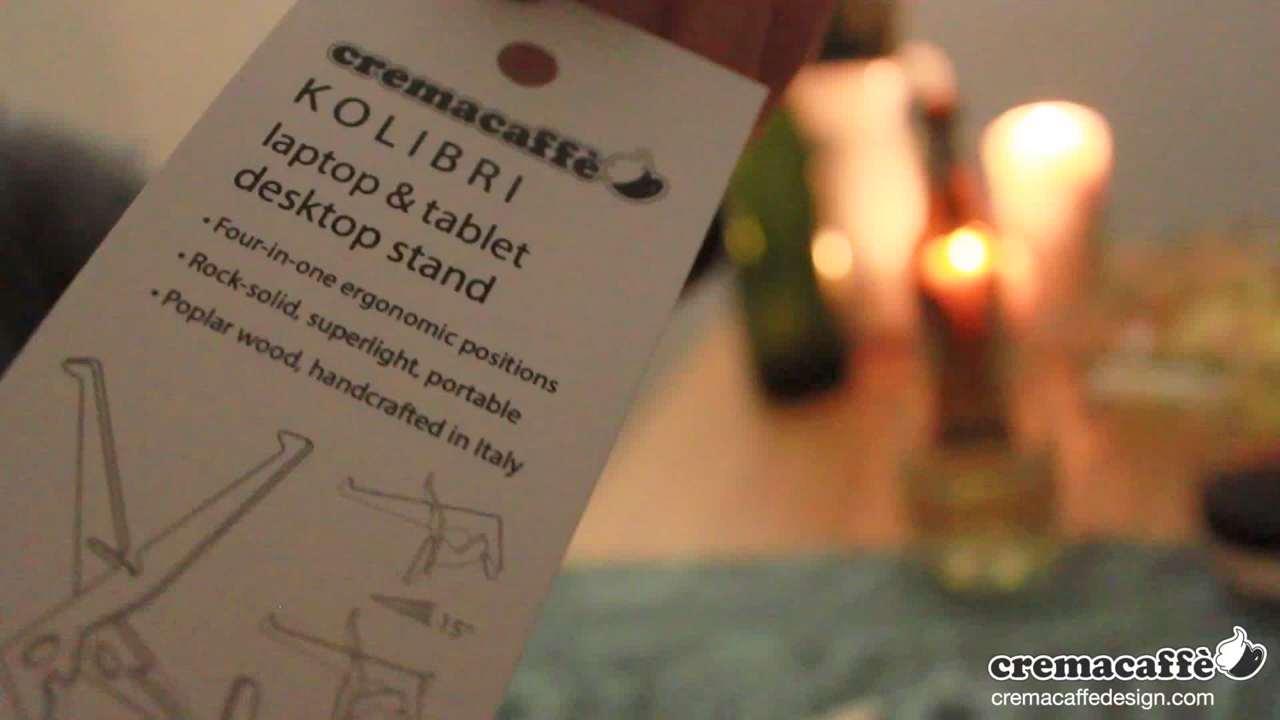 cremacaffè
KOLIBRI
laptop & tablet
desktop stand
• Four-in-one ergonomic positions
• Rock-solid, superlight, portable
• Poplar wood, handcrafted in Italy
15°
cremacaffè
cremacaffedesign.com